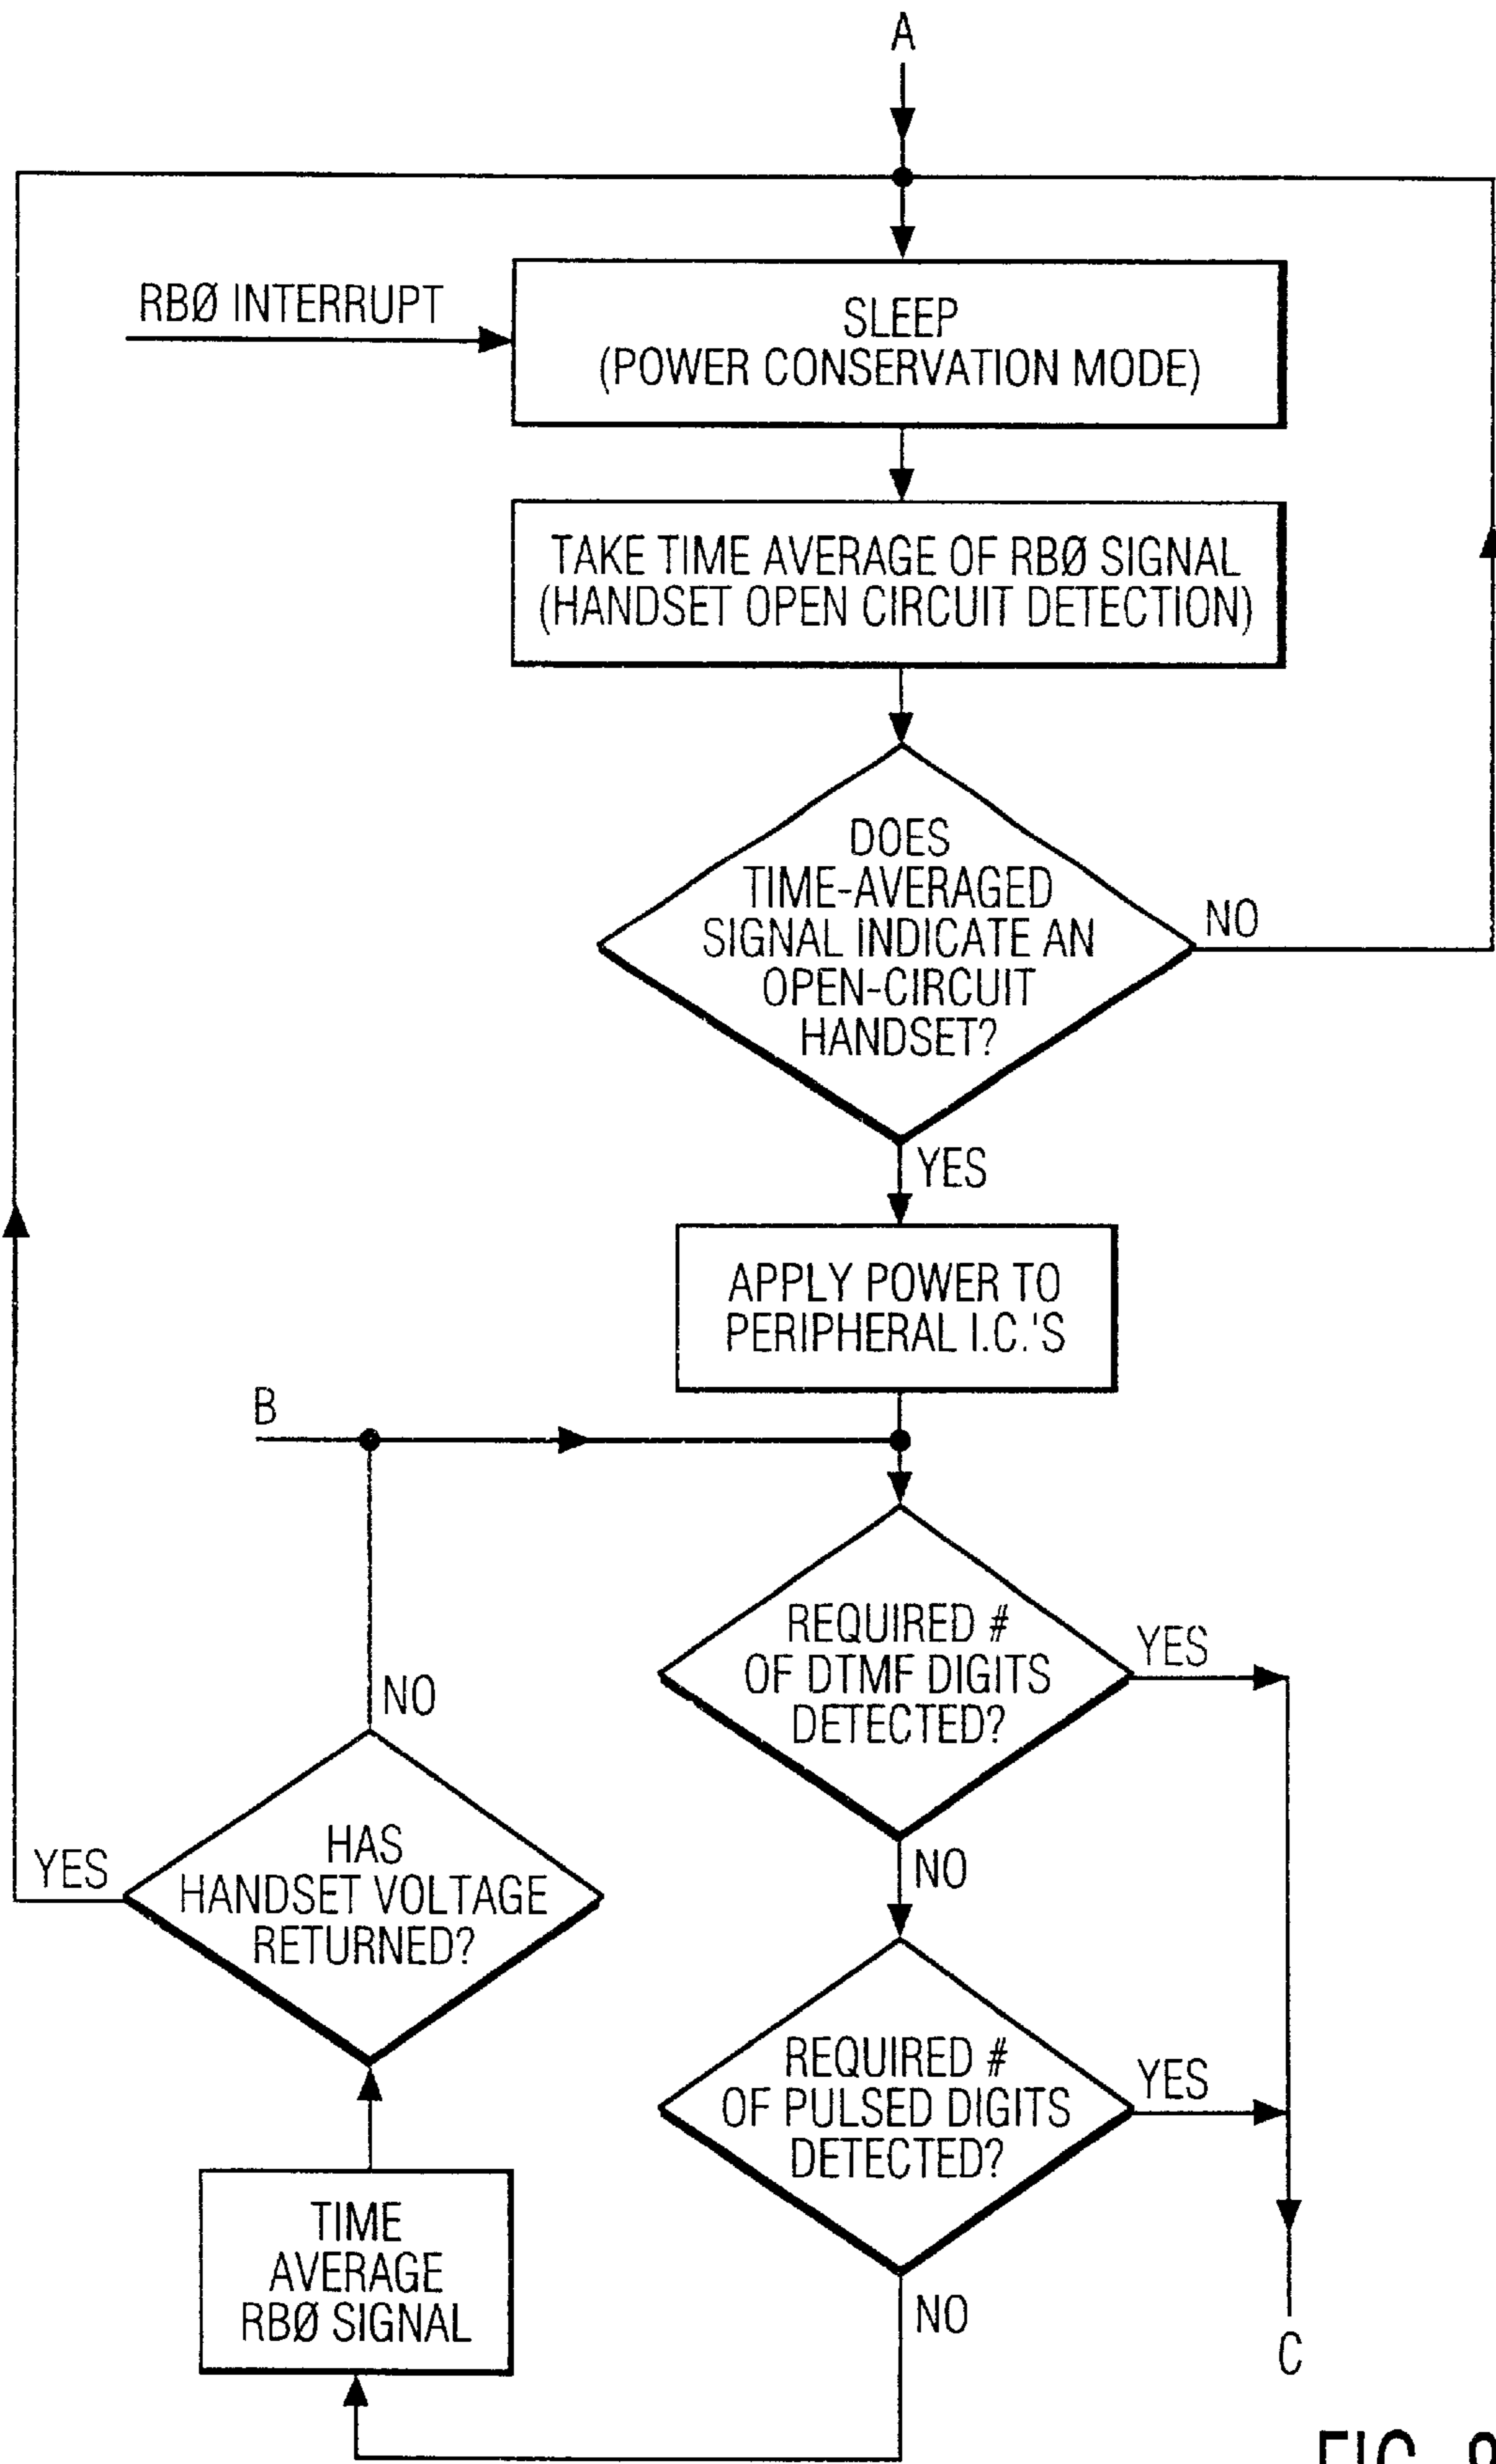 A
RBØ INTERRUPT
SLEEP
(POWER CONSERVATION MODE)
TAKE TIME AVERAGE OF RBØ SIGNAL
(HANDSET OPEN CIRCUIT DETECTION)
DOES
TIME-AVERAGED
SIGNAL INDICATE AN
OPEN-CIRCUIT
HANDSET?
NO
YES
APPLY POWER TO
PERIPHERAL I.C.'S
B
REQUIRED #
OF DTMF DIGITS
DETECTED?
YES
NO
NO
HAS
HANDSET VOLTAGE
RETURNED?
YES
REQUIRED #
OF PULSED DIGITS
DETECTED?
YES
NO
TIME
AVERAGE
RBØ SIGNAL
C
FIG.